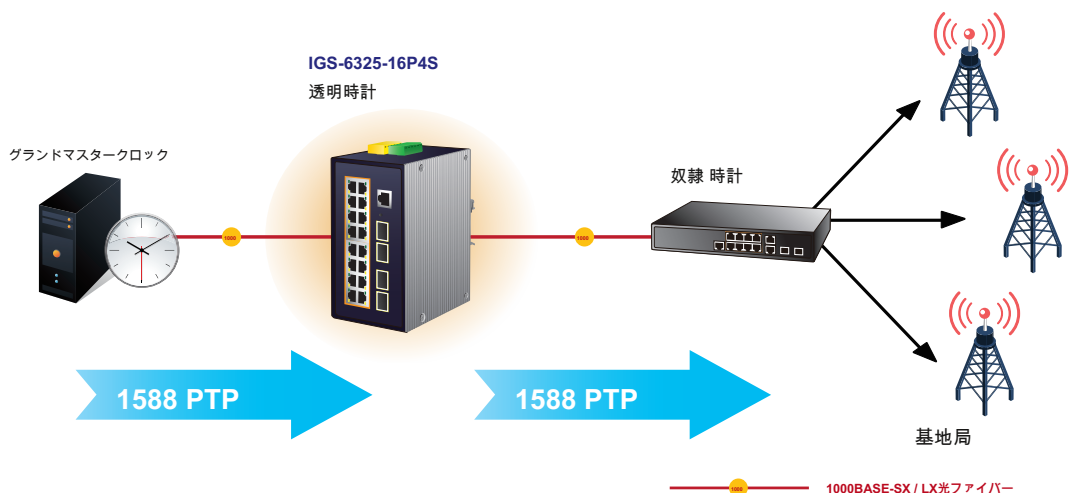 IGS-6325-16P4S
透明時計
グランドマスタークロック
奴隷 時計
1000
1000
1588 PTP
1588 PTP
基地局
1000
1000BASE-SX / LX光ファイバー